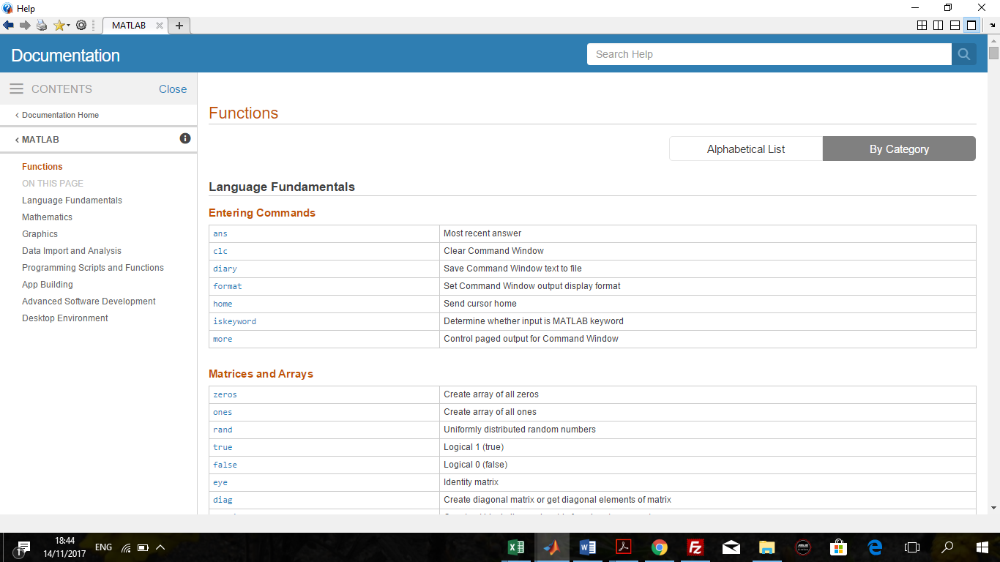 Help
MATLAB
Documentation
Search Help
CONTENTS Close
Documentation Home
MATLAB
Functions
ON THIS PAGE
Language Fundamentals
Mathematics
Graphics
Data Import and Analysis
Programming Scripts and Functions
App Building
Advanced Software Development
Desktop Environment
Functions
Alphabetical List By Category
Language Fundamentals
Entering Commands
ans Most recent answer
clc Clear Command Window
diary Save Command Window text to file
format Set Command Window output display format
home Send cursor home
iskeyword Determine whether input is MATLAB keyword
more Control paged output for Command Window
Matrices and Arrays
zeros Create array of all zeros
ones Create array of all ones
rand Uniformly distributed random numbers
true Logical 1 (true)
false Logical 0 (false)
eye Identity matrix
diag Create diagonal matrix or get diagonal elements of matrix
1
18:44
14/11/2017
ENG